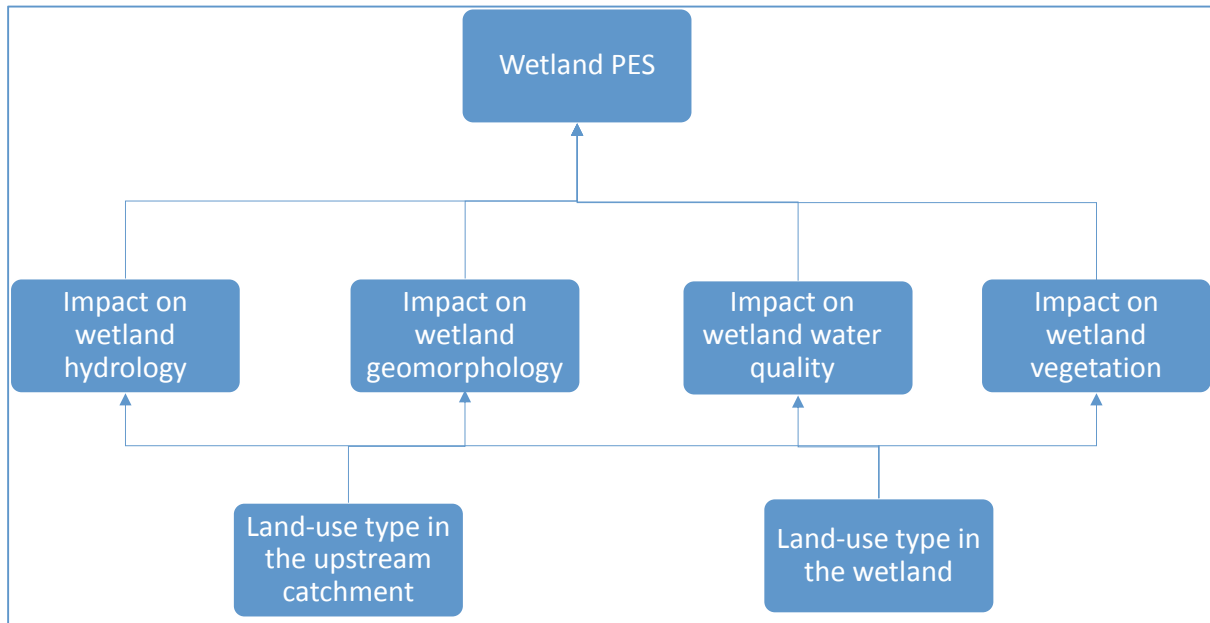 Wetland PES
Impact on
wetland
hydrology
Impact on
wetland
geomorphology
Impact on
wetland water
quality
Impact on
wetland
vegetation
Land-use type in
the upstream
catchment
Land-use type in
the wetland